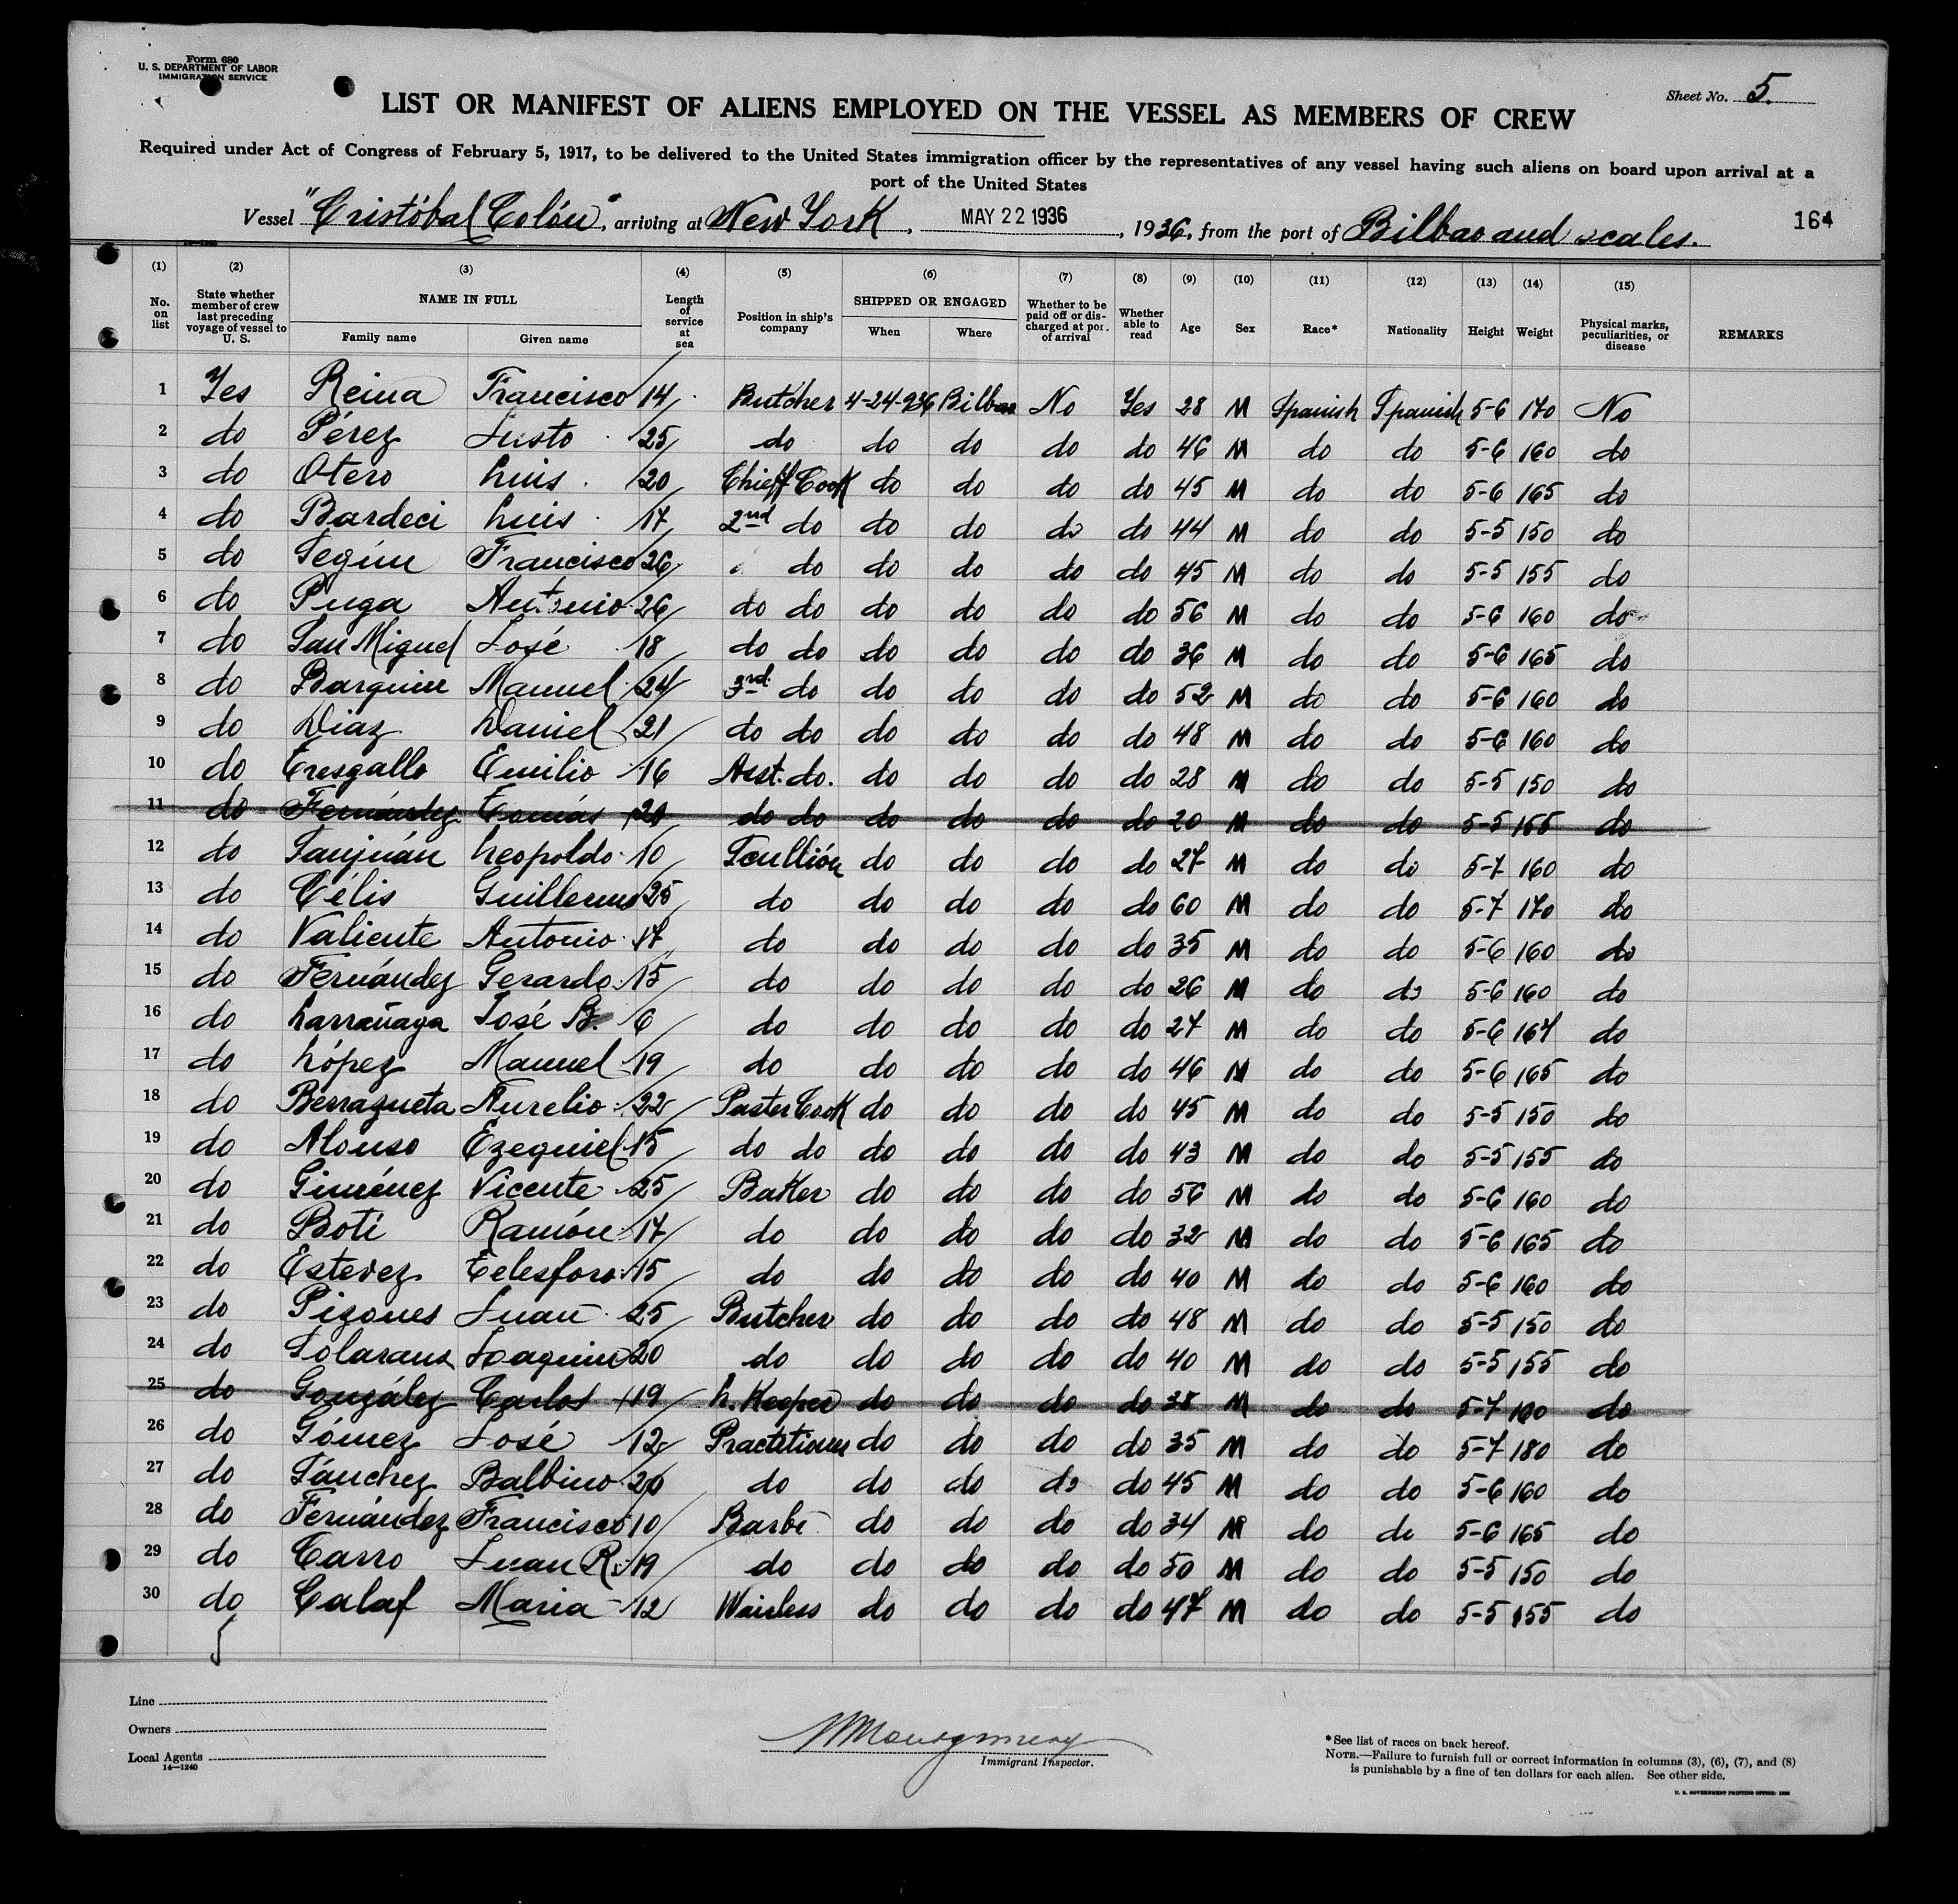 Form 680
U. S. DEPARTMENT OF LABOR
IMMIGRATION SERVICE
Sheet No. 5.
LIST OR MANIFEST OF ALIENS EMPLOYED ON THE VESSEL AS MEMBERS OF CREW
Required under Act of Congress of February 5, 1917, to be delivered to the United States immigration officer by the representatives of any vessel having such aliens on board upon arrival at a
port of the United States
Vessel "Cristóbal Colón", arriving at New York, MAY 22 1936, 1936, from the port of Bilbao and scales.
164
(1) (2) (3) (4) (5) (6) (7) (8) (9) (10) (11) (12) (13) (14) (15)
No. on list State whether member of crew last preceding voyage of vessel to U. S. NAME IN FULL Family name Given name Length of service at sea Position in ship's company SHIPPED OR ENGAGED When Where Whether to be paid off or discharged at port of arrival Whether able to read Age Sex Race* Nationality Height Weight Physical marks, peculiarities, or disease REMARKS
1 Yes Reina Francisco 14 Butcher 4-24-936 Bilbao No Yes 28 M Spanish Spanish 5-6 170 No
2 do Pérez Justo 25 do do do do do 46 M do do 5-6 160 do
3 do Otero Luis 20 Chieff Cook do do do do 45 M do do 5-6 165 do
4 do Bardeci Luis 17 2nd do do do do do 44 M do do 5-5 150 do
5 do Segúm Francisco 26 do do do do do 45 M do do 5-5 155 do
6 do Puga Antonio 26 do do do do do do 56 M do do 5-6 160 do
7 do San Miguel José 18 do do do do do do 36 M do do 5-6 165 do
8 do Barquin Manuel 24 3rd do do do do do 52 M do do 5-6 160 do
9 do Diaz Daniel 21 do do do do do do 48 M do do 5-6 160 do
10 do Tresgallo Emilio 16 Asst. do. do do do do 28 M do do 5-5 150 do
11 do Fernández Tomás 20 do do do do do do 20 M do do 5-5 155 do
12 do Sanjuán Leopoldo 10 Scullión do do do do 27 M do do 5-7 160 do
13 do Célis Guillermo 25 do do do do do 60 M do do 5-7 170 do
14 do Valiente Antonio 17 do do do do do 35 M do do 5-6 160 do
15 do Fernández Gerardo 15 do do do do do 26 M do do 5-6 160 do
16 do Larrañaga José B. 6 do do do do do 27 M do do 5-6 164 do
17 do López Manuel 19 do do do do do 46 M do do 5-6 165 do
18 do Berragueta Aurelio 22 Paster Cook do do do do 45 M do do 5-5 150 do
19 do Alonso Ezequiel 15 do do do do do do 43 M do do 5-5 155 do
20 do Giménez Vicente 25 Baker do do do do 56 M do do 5-6 160 do
21 do Boti Ramón 17 do do do do do 32 M do do 5-6 165 do
22 do Estevez Telesforo 15 do do do do do 40 M do do 5-6 160 do
23 do Pizones Juan 25 Butcher do do do do 48 M do do 5-5 150 do
24 do Solaraus Joaquin 20 do do do do do 40 M do do 5-5 155 do
25 do González Carlos 19 L. Keeper do do do do 38 M do do 5-7 160 do
26 do Gómez José 12 Practetioum do do do do 35 M do do 5-7 180 do
27 do Sánchez Balbino 20 do do do do do 45 M do do 5-6 160 do
28 do Fernández Francisco 10 Barbe do do do do 34 M do do 5-6 165 do
29 do Carro Juan R. 19 do do do do do 50 M do do 5-5 150 do
30 do Calaf Maria 12 Wairless do do do do 47 M do do 5-5 155 do
Line
Owners
Local Agents
14—1240
Montgomery
Immigrant Inspector.
*See list of races on back hereof.
NOTE.—Failure to furnish full or correct information in columns (3), (6), (7), and (8)
is punishable by a fine of ten dollars for each alien. See other side.
U. S. GOVERNMENT PRINTING OFFICE